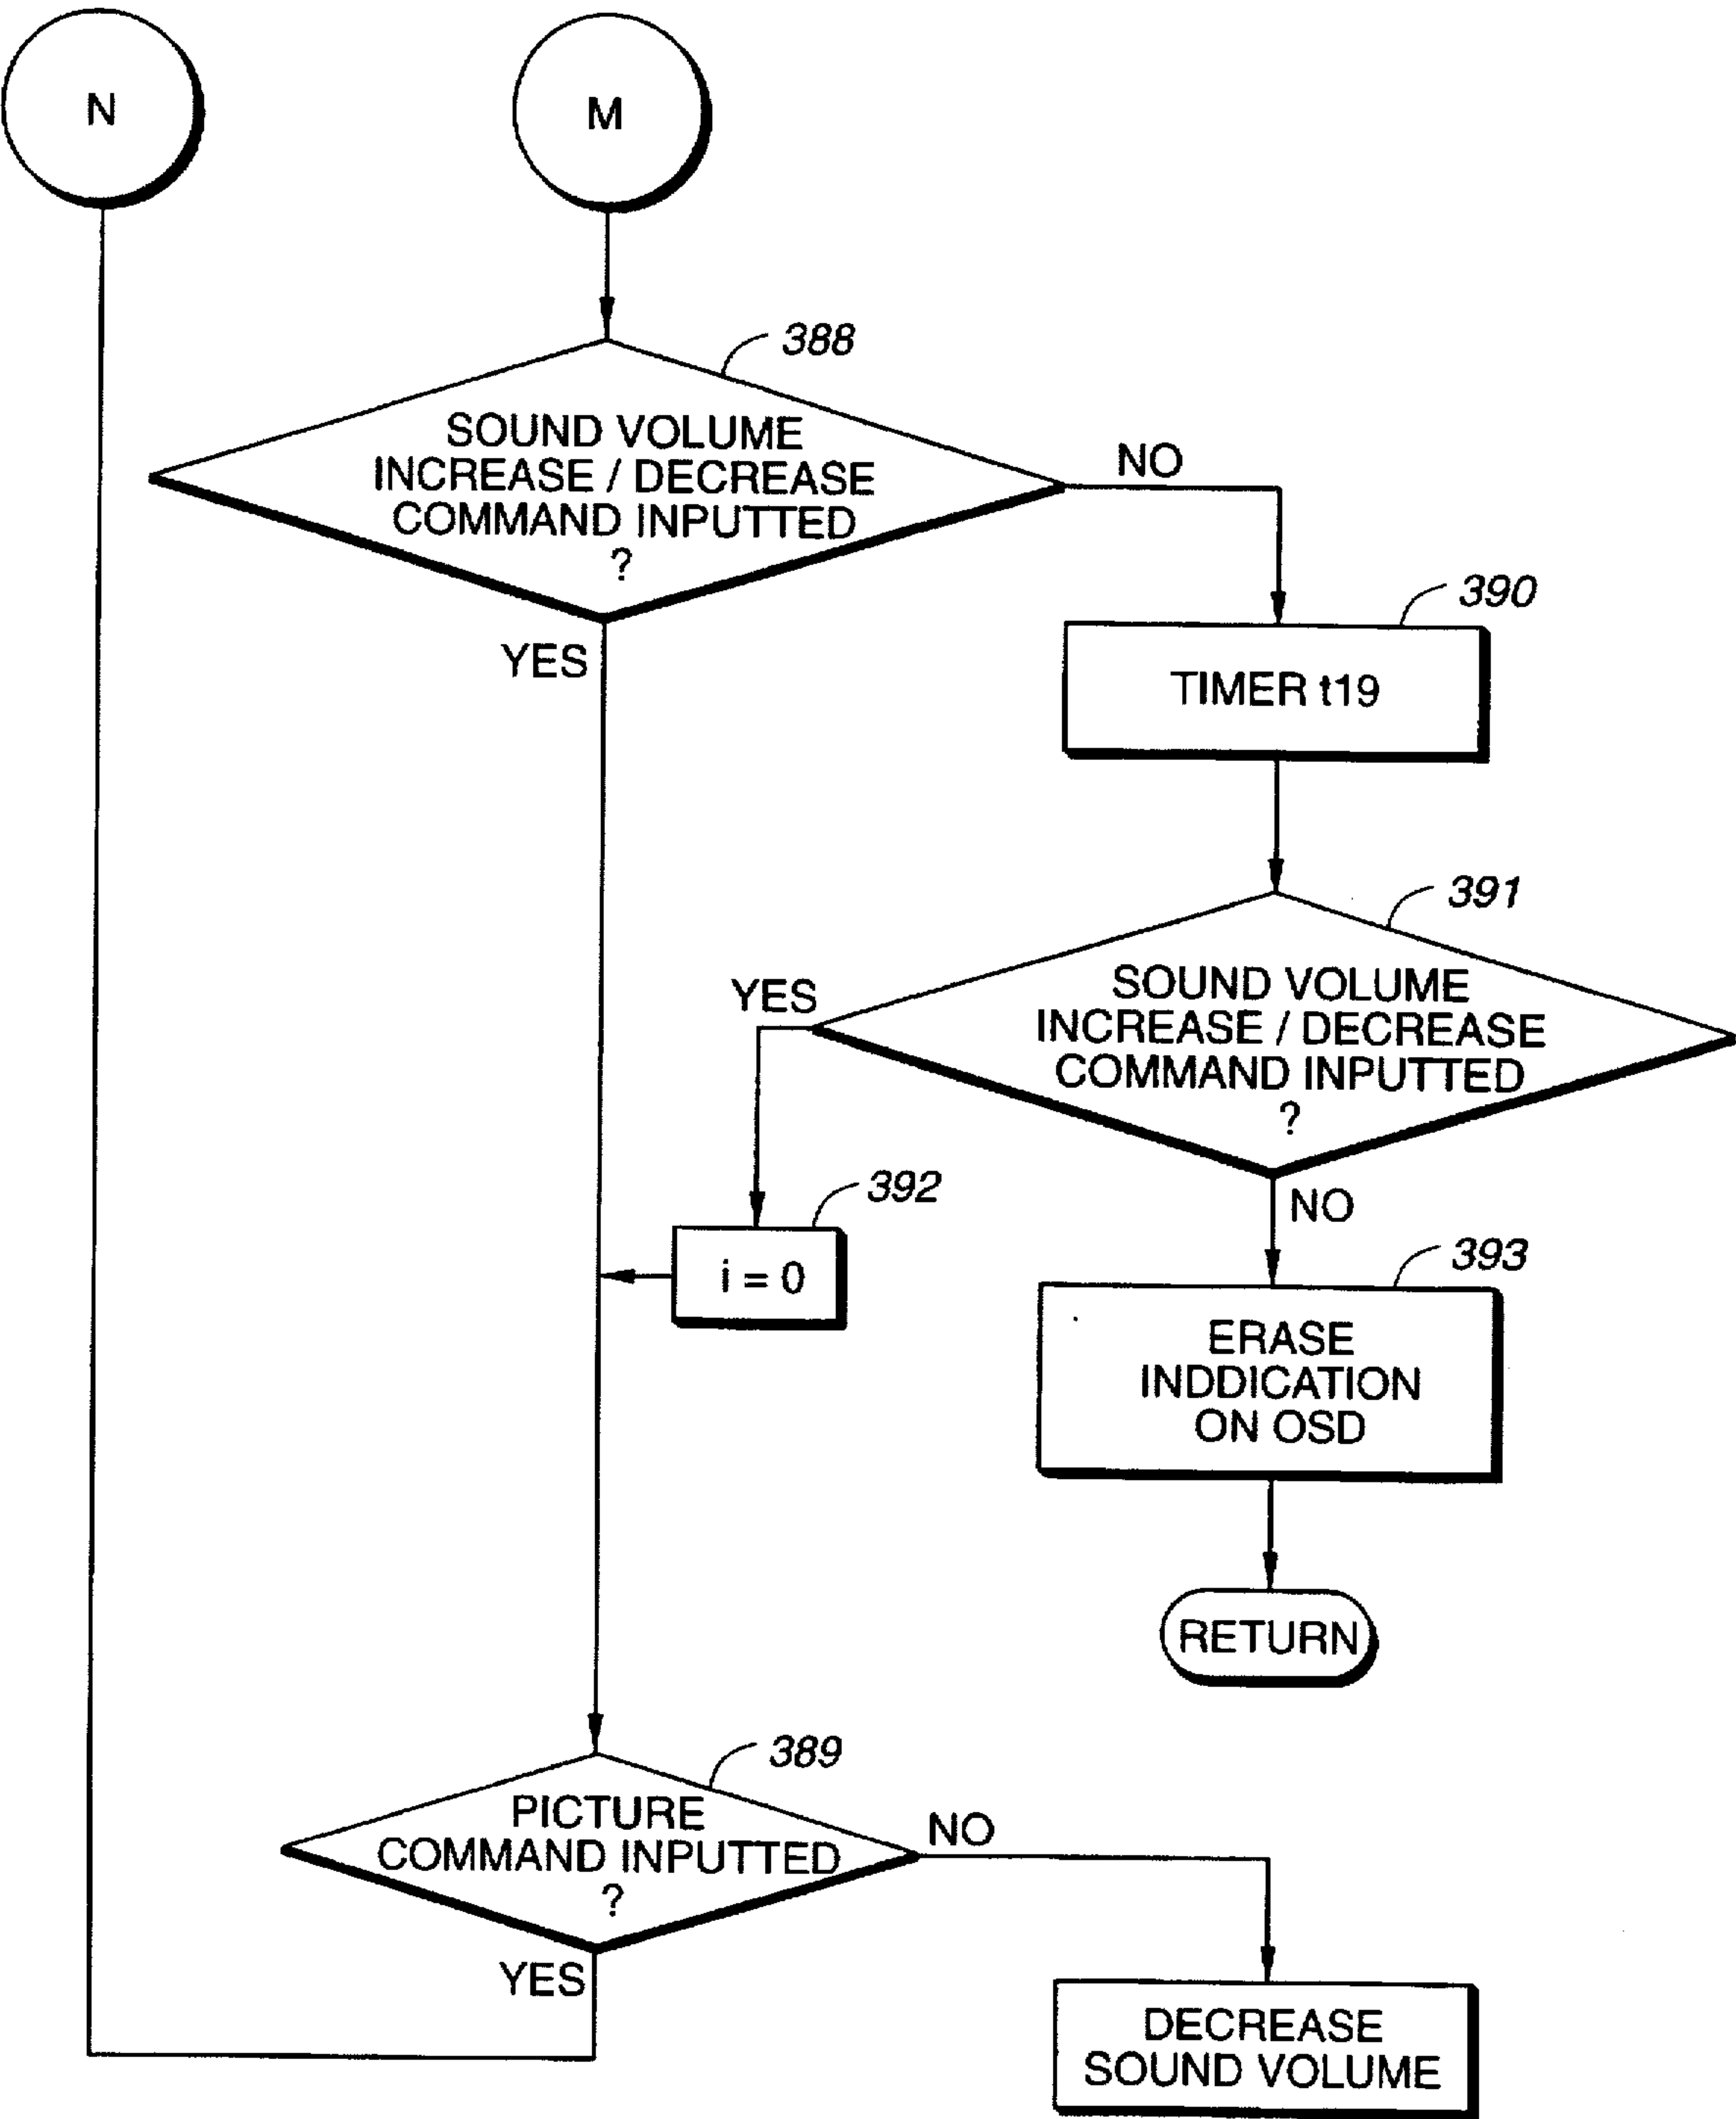 N
M
388
SOUND VOLUME
INCREASE / DECREASE
COMMAND INPUTTED
?
NO
YES
390
TIMER t19
391
SOUND VOLUME
INCREASE / DECREASE
COMMAND INPUTTED
?
YES
NO
392
i = 0
393
ERASE
INDDICATION
ON OSD
RETURN
389
PICTURE
COMMAND INPUTTED
?
NO
YES
DECREASE
SOUND VOLUME